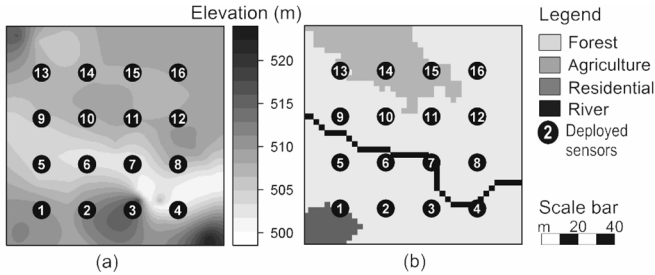 Elevation (m)
520
515
510
505
500
13 14 15 16
9 10 11 12
5 6 7 8
1 2 3 4
(a)
13 14 15 16
9 10 11 12
5 6 7 8
1 2 3 4
(b)
Legend
Forest
Agriculture
Residential
River
2 Deployed
sensors
Scale bar
m 20 40